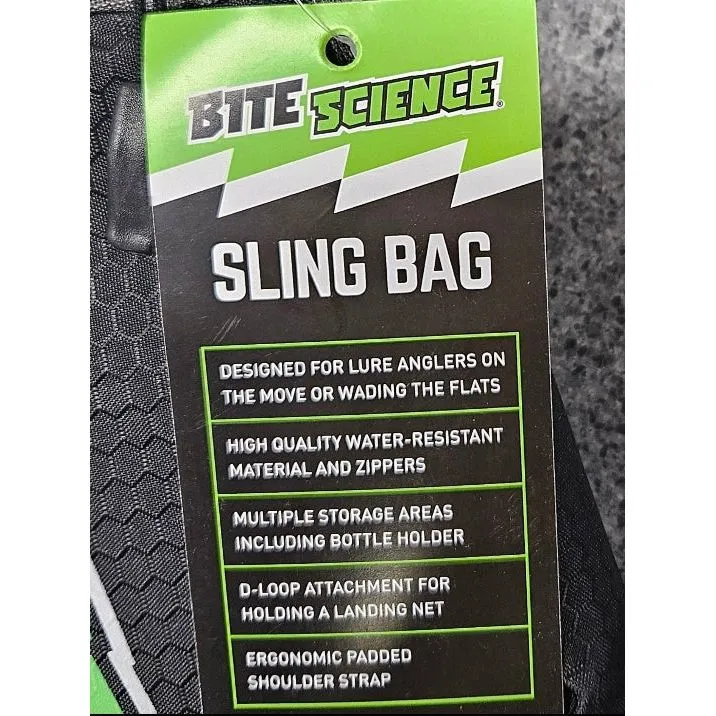 BITE SCIENCE®
SLING BAG
DESIGNED FOR LURE ANGLERS ON
THE MOVE OR WADING THE FLATS
HIGH QUALITY WATER-RESISTANT
MATERIAL AND ZIPPERS
MULTIPLE STORAGE AREAS
INCLUDING BOTTLE HOLDER
D-LOOP ATTACHMENT FOR
HOLDING A LANDING NET
ERGONOMIC PADDED
SHOULDER STRAP